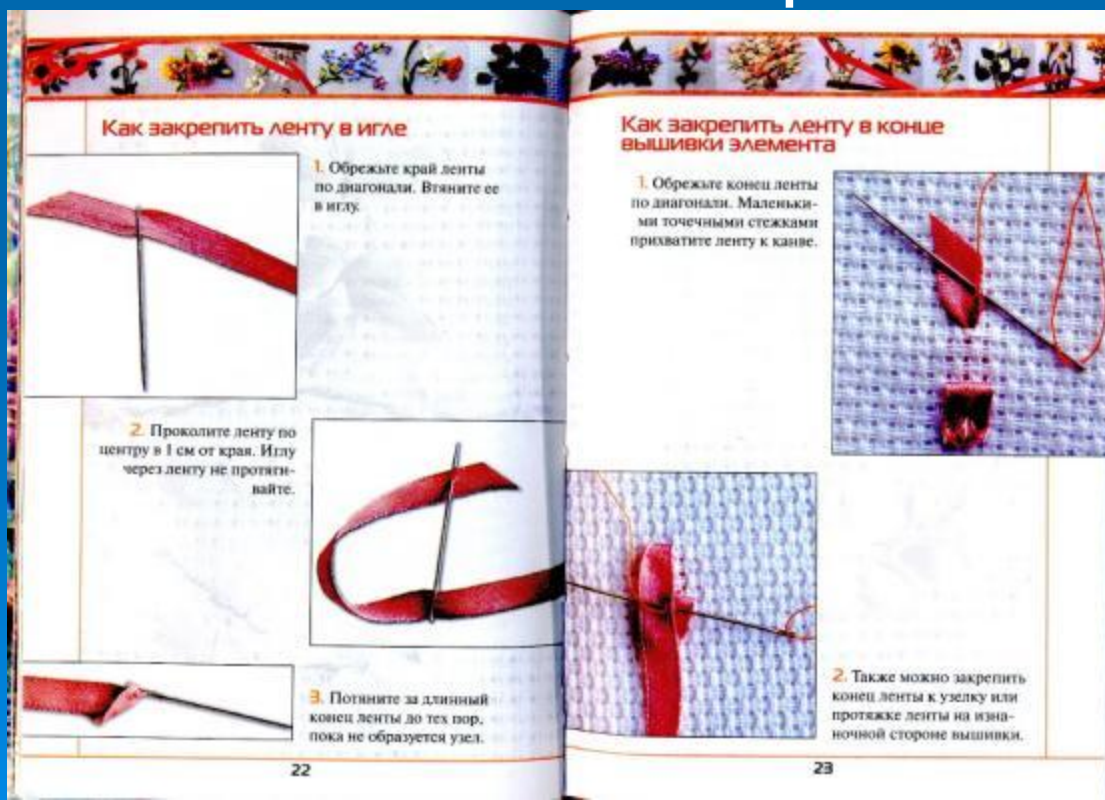 Как закрепить ленту в игле
1. Обрежьте край ленты
по диагонали. Втяните ее
в иглу.
2. Проколите ленту по
центру в 1 см от края. Иглу
через ленту не протяги-
вайте.
3. Потяните за длинный
конец ленты до тех пор,
пока не образуется узел.
22
Как закрепить ленту в конце
вышивки элемента
1. Обрежьте конец ленты
по диагонали. Маленьки-
ми точечными стежками
прихватите ленту к канве.
2. Также можно закрепить
конец ленты к узелку или
протяжке ленты на изна-
ночной стороне вышивки.
23